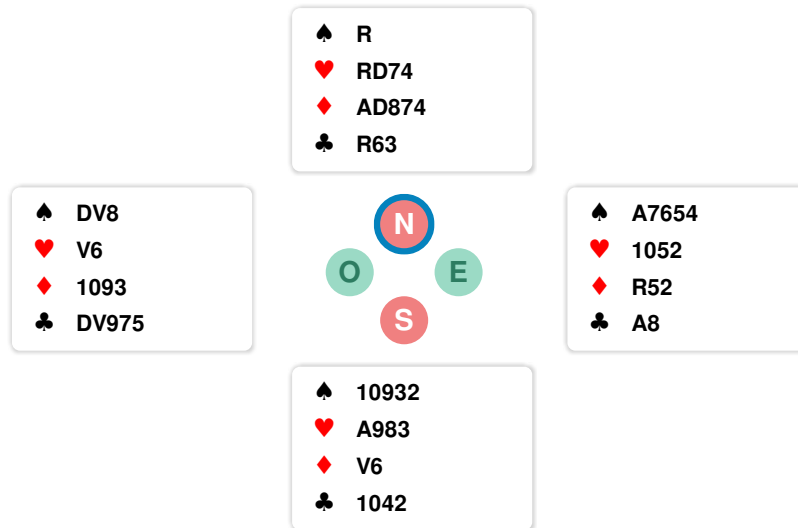 ♠ R
♥ RD74
♦ AD874
♣ R63
♠ DV8
♥ V6
♦ 1093
♣ DV975
N
O E
S
♠ A7654
♥ 1052
♦ R52
♣ A8
♠ 10932
♥ A983
♦ V6
♣ 1042